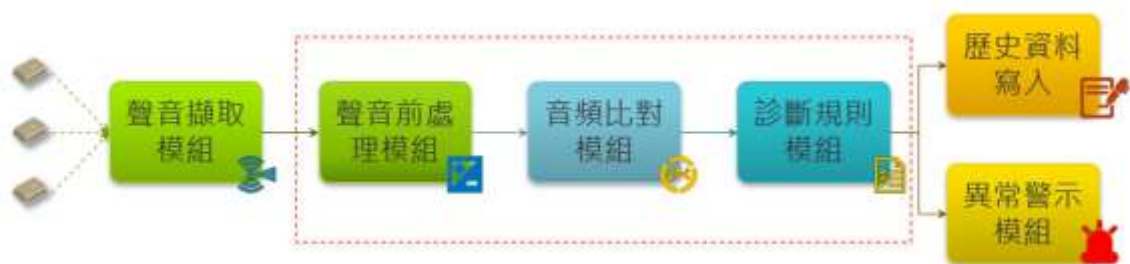 聲音擷取
模組
聲音前處
理模組
音頻比對
模組
診斷規則
模組
歷史資料
寫入
異常警示
模組